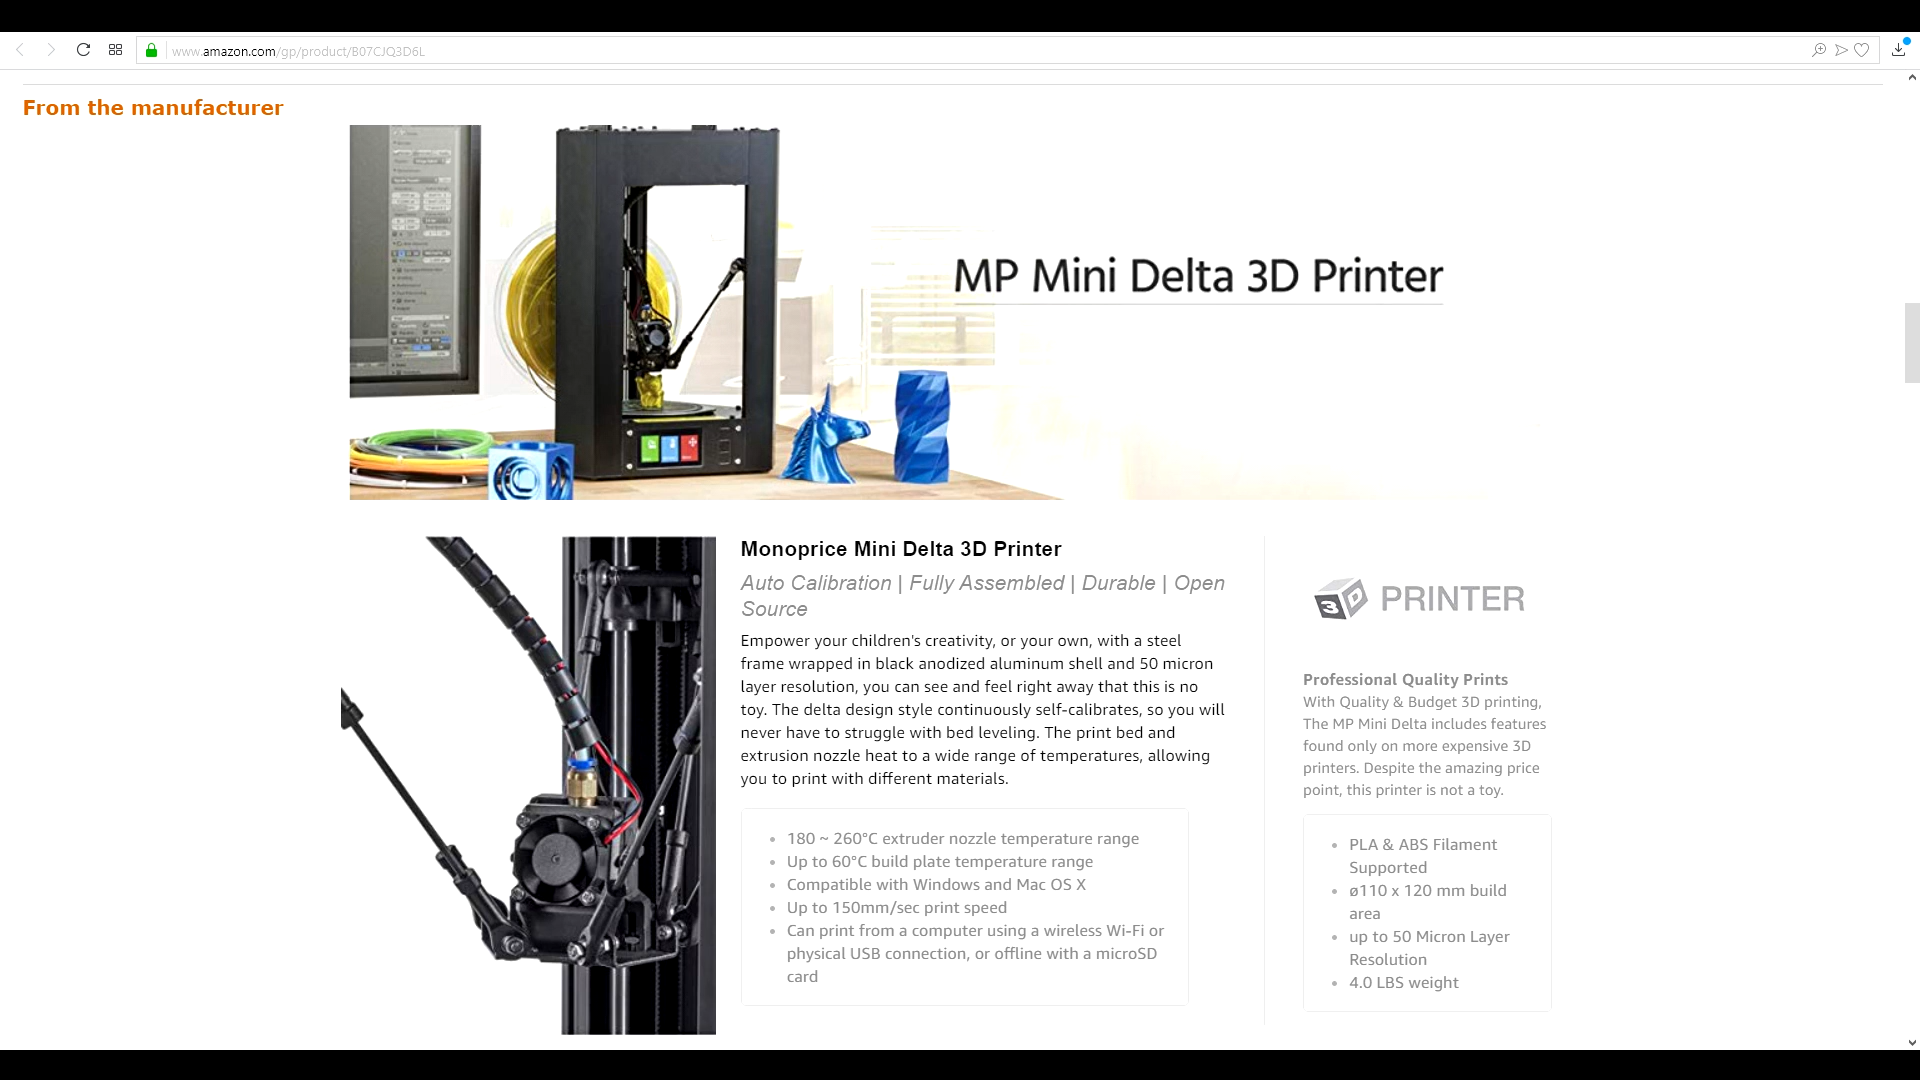 www.amazon.com/gp/product/B07CJQ3D6L
From the manufacturer
MP Mini Delta 3D Printer
Monoprice Mini Delta 3D Printer
Auto Calibration | Fully Assembled | Durable | Open
Source
Empower your children's creativity, or your own, with a steel
frame wrapped in black anodized aluminum shell and 50 micron
layer resolution, you can see and feel right away that this is no
toy. The delta design style continuously self-calibrates, so you will
never have to struggle with bed leveling. The print bed and
extrusion nozzle heat to a wide range of temperatures, allowing
you to print with different materials.
• 180 ~ 260°C extruder nozzle temperature range
• Up to 60°C build plate temperature range
• Compatible with Windows and Mac OS X
• Up to 150mm/sec print speed
• Can print from a computer using a wireless Wi-Fi or
physical USB connection, or offline with a microSD
card
3D PRINTER
Professional Quality Prints
With Quality & Budget 3D printing,
The MP Mini Delta includes features
found only on more expensive 3D
printers. Despite the amazing price
point, this printer is not a toy.
• PLA & ABS Filament
Supported
• ø110 x 120 mm build
area
• up to 50 Micron Layer
Resolution
• 4.0 LBS weight